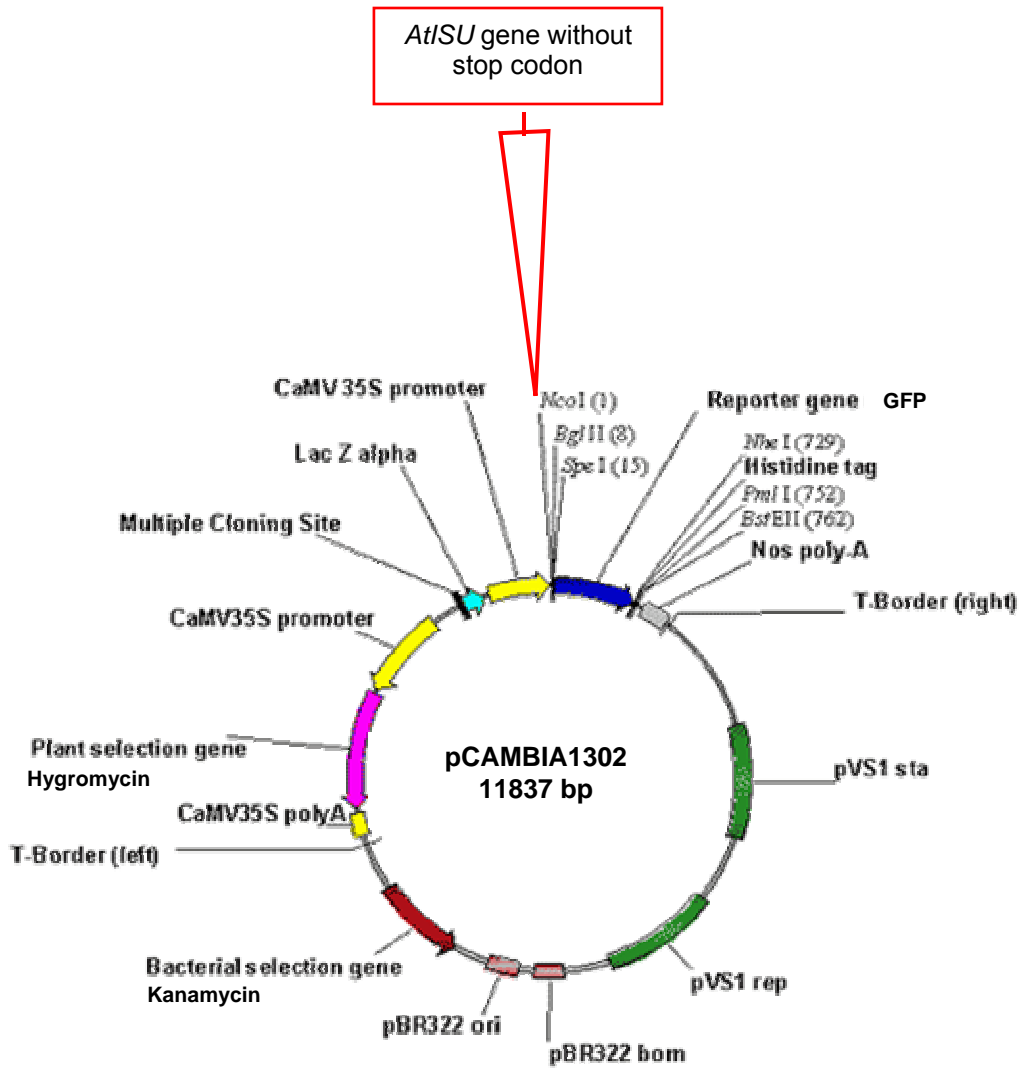 AtISU gene without
stop codon
CaMV 35S promoter
NcoI (1)
Reporter gene GFP
BglII (8)
NheI (729)
Lac Z alpha
SpeI (15)
Histidine tag
PmlI (752)
Multiple Cloning Site
BstEII (762)
Nos poly-A
T-Border (right)
CaMV35S promoter
Plant selection gene
Hygromycin
pCAMBIA1302
11837 bp
pVS1 sta
CaMV35S polyA
T-Border (left)
Bacterial selection gene
Kanamycin
pVS1 rep
pBR322 ori
pBR322 bom